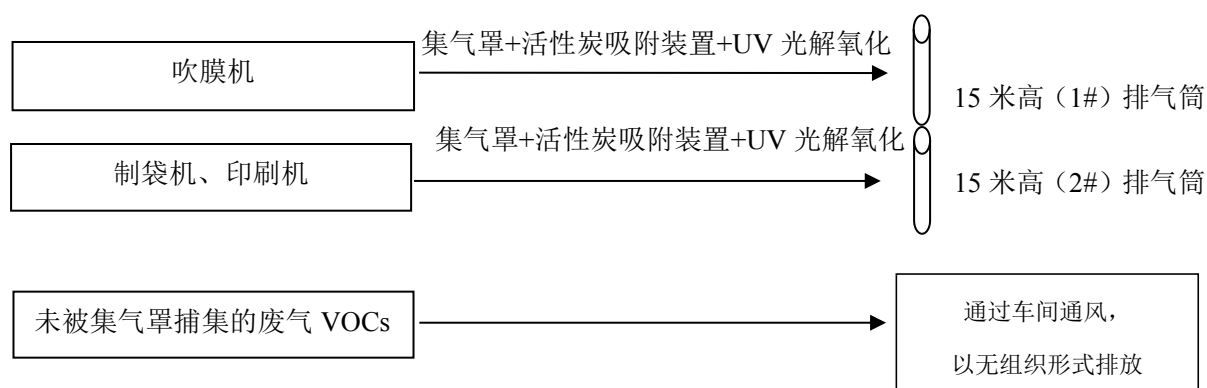 集气罩+活性炭吸附装置+UV 光解氧化
吹膜机
15 米高（1#）排气筒
集气罩+活性炭吸附装置+UV 光解氧化
制袋机、印刷机
15 米高（2#）排气筒
未被集气罩捕集的废气 VOCs
通过车间通风，
以无组织形式排放